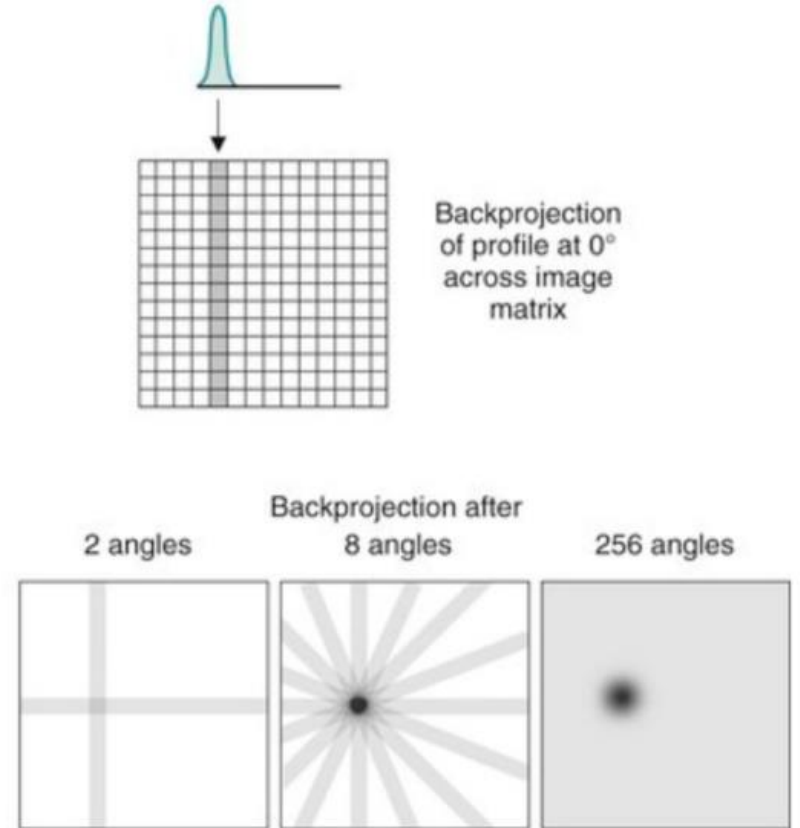 Backprojection
of profile at 0°
across image
matrix
Backprojection after
2 angles
8 angles
256 angles